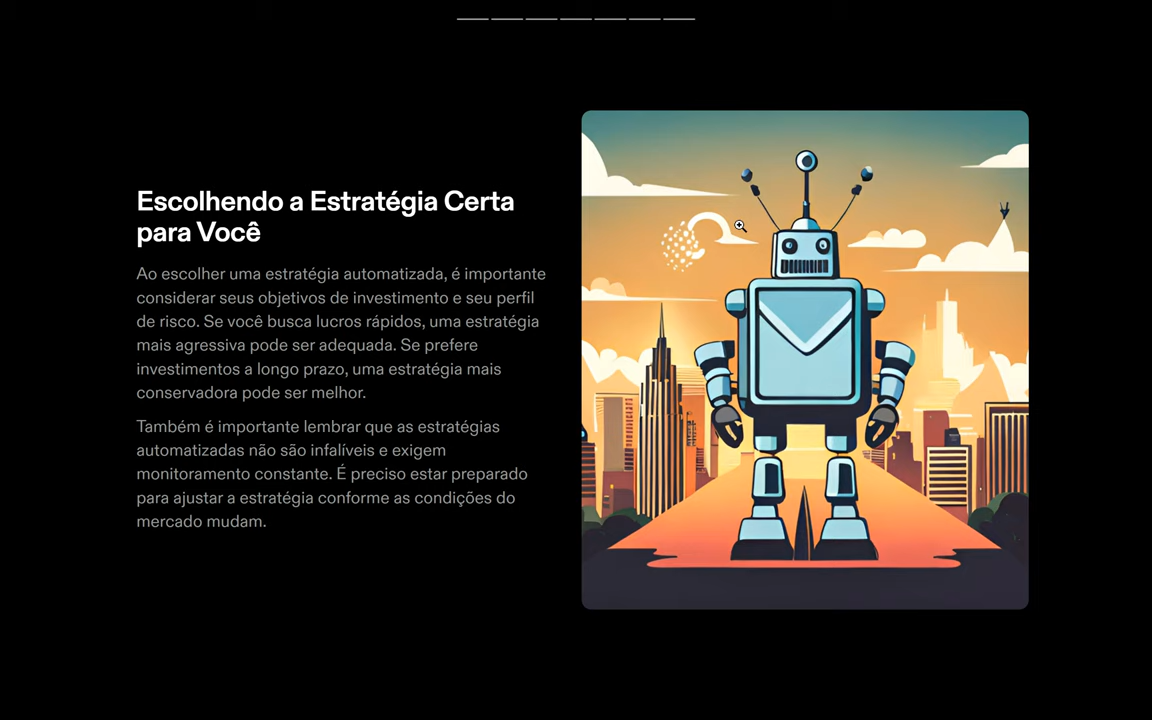 Escolhendo a Estratégia Certa
para Você
Ao escolher uma estratégia automatizada, é importante
considerar seus objetivos de investimento e seu perfil
de risco. Se você busca lucros rápidos, uma estratégia
mais agressiva pode ser adequada. Se prefere
investimentos a longo prazo, uma estratégia mais
conservadora pode ser melhor.
Também é importante lembrar que as estratégias
automatizadas não são infalíveis e exigem
monitoramento constante. É preciso estar preparado
para ajustar a estratégia conforme as condições do
mercado mudam.